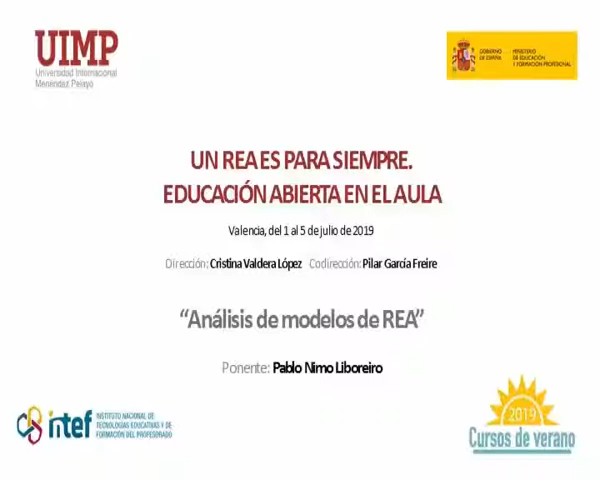 UIMP
Universidad Internacional
Menéndez Pelayo
GOBIERNO
DE ESPAÑA
MINISTERIO
DE EDUCACIÓN
Y FORMACIÓN PROFESIONAL
UN REA ES PARA SIEMPRE.
EDUCACIÓN ABIERTA EN EL AULA
Valencia, del 1 al 5 de julio de 2019
Dirección: Cristina Valdera López Codirección: Pilar García Freire
“Análisis de modelos de REA”
Ponente: Pablo Nimo Liboreiro
intef
INSTITUTO NACIONAL DE
TECNOLOGÍAS EDUCATIVAS Y DE
FORMACIÓN DEL PROFESORADO
2019
Cursos de verano